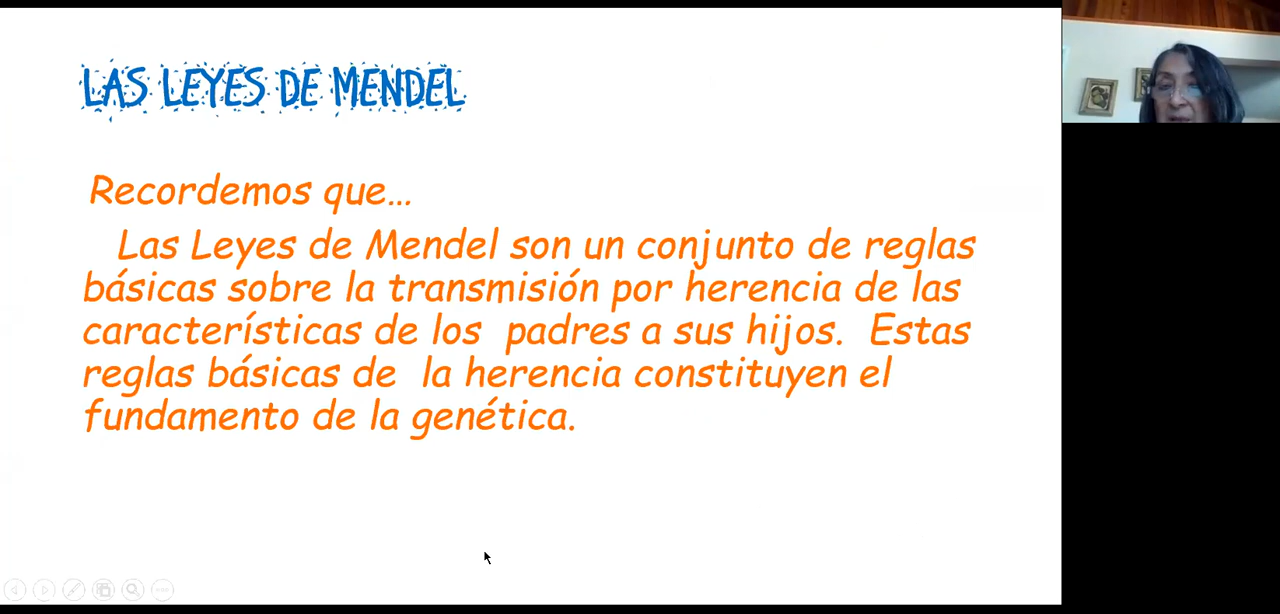 LAS LEYES DE MENDEL
Recordemos que...
Las Leyes de Mendel son un conjunto de reglas
básicas sobre la transmisión por herencia de las
características de los padres a sus hijos. Estas
reglas básicas de la herencia constituyen el
fundamento de la genética.